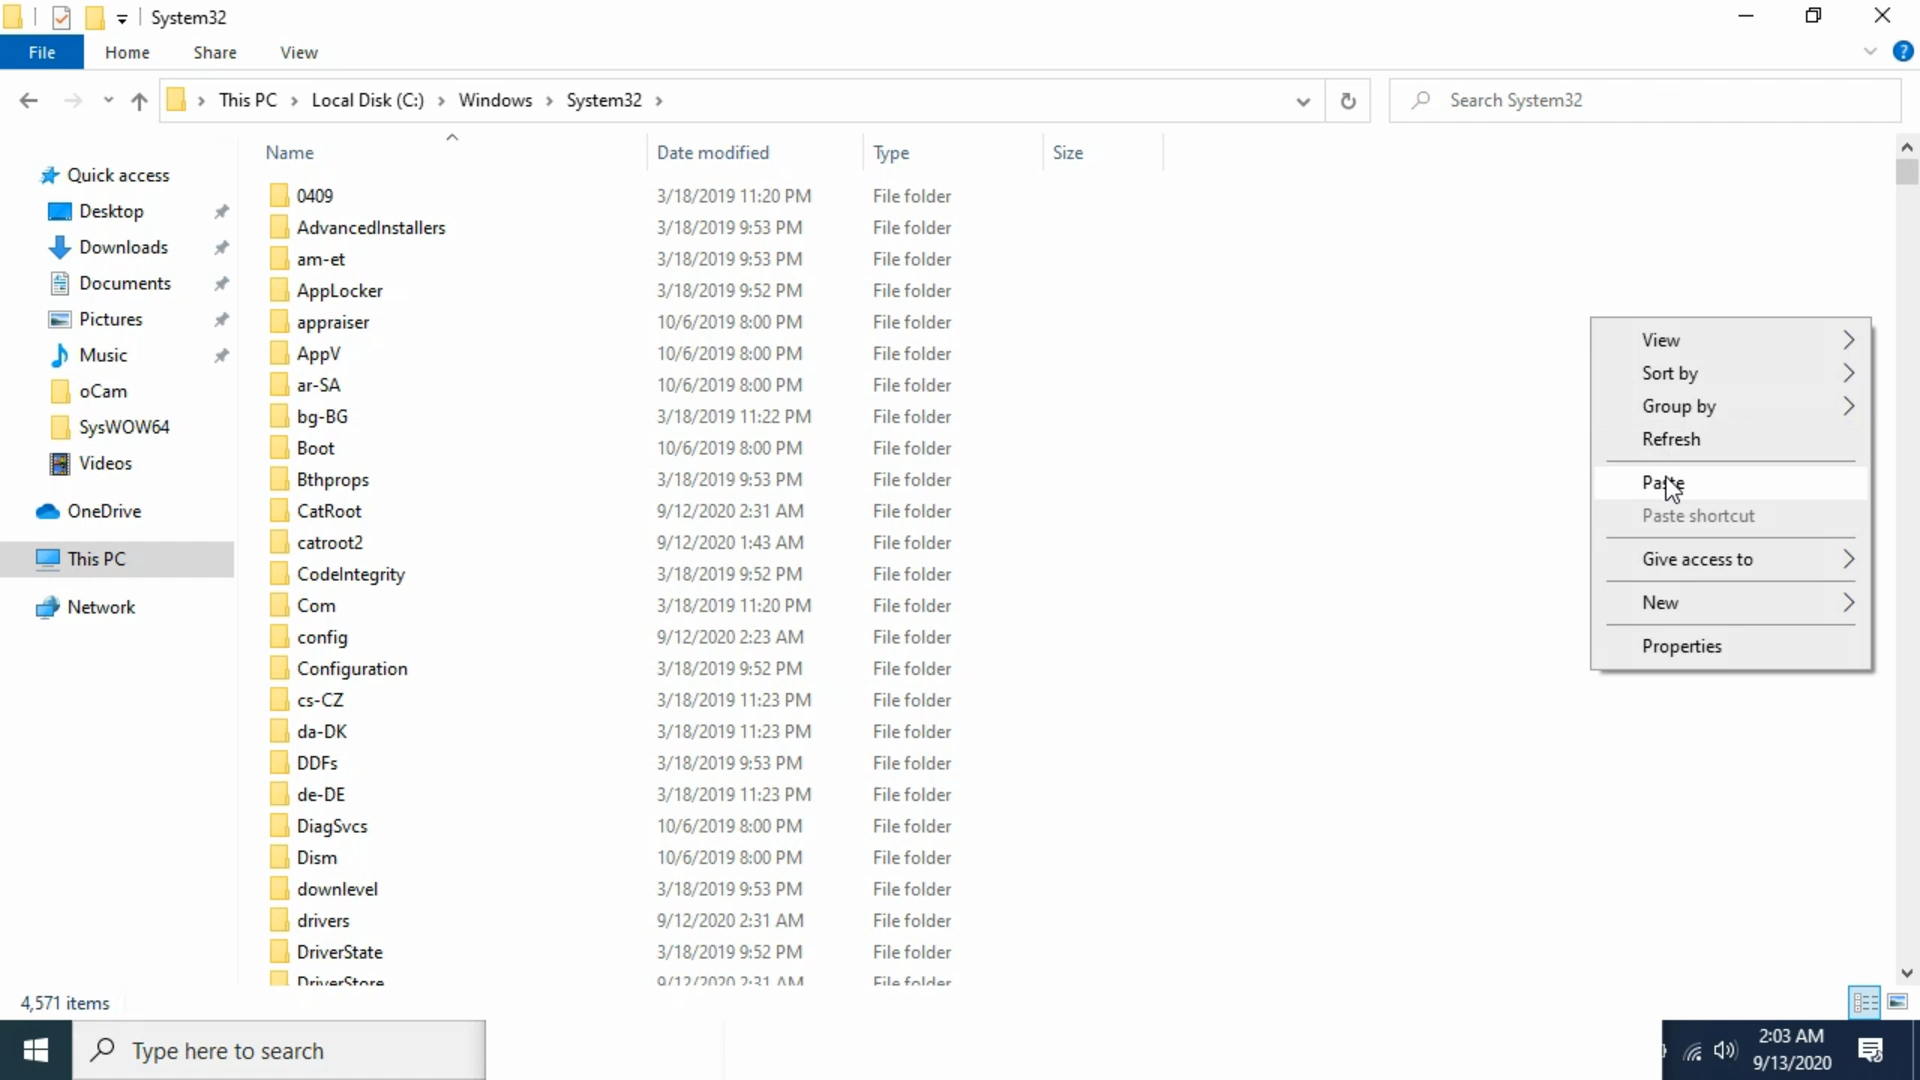 System32
File Home Share View
This PC Local Disk (C:) Windows System32
Search System32
Name Date modified Type Size
Quick access
Desktop
Downloads
Documents
Pictures
Music
oCam
SysWOW64
Videos
OneDrive
This PC
Network
0409 3/18/2019 11:20 PM File folder
AdvancedInstallers 3/18/2019 9:53 PM File folder
am-et 3/18/2019 9:53 PM File folder
AppLocker 3/18/2019 9:52 PM File folder
appraiser 10/6/2019 8:00 PM File folder
AppV 10/6/2019 8:00 PM File folder
ar-SA 10/6/2019 8:00 PM File folder
bg-BG 3/18/2019 11:22 PM File folder
Boot 10/6/2019 8:00 PM File folder
Bthprops 3/18/2019 9:53 PM File folder
CatRoot 9/12/2020 2:31 AM File folder
catroot2 9/12/2020 1:43 AM File folder
CodeIntegrity 3/18/2019 9:52 PM File folder
Com 3/18/2019 11:20 PM File folder
config 9/12/2020 2:23 AM File folder
Configuration 3/18/2019 9:52 PM File folder
cs-CZ 3/18/2019 11:23 PM File folder
da-DK 3/18/2019 11:23 PM File folder
DDFs 3/18/2019 9:53 PM File folder
de-DE 3/18/2019 11:23 PM File folder
DiagSvcs 10/6/2019 8:00 PM File folder
Dism 10/6/2019 8:00 PM File folder
downlevel 3/18/2019 9:53 PM File folder
drivers 9/12/2020 2:31 AM File folder
DriverState 3/18/2019 9:52 PM File folder
DriverStore 9/12/2020 2:31 AM File folder
View
Sort by
Group by
Refresh
Paste
Paste shortcut
Give access to
New
Properties
4,571 items
Type here to search
2:03 AM
9/13/2020